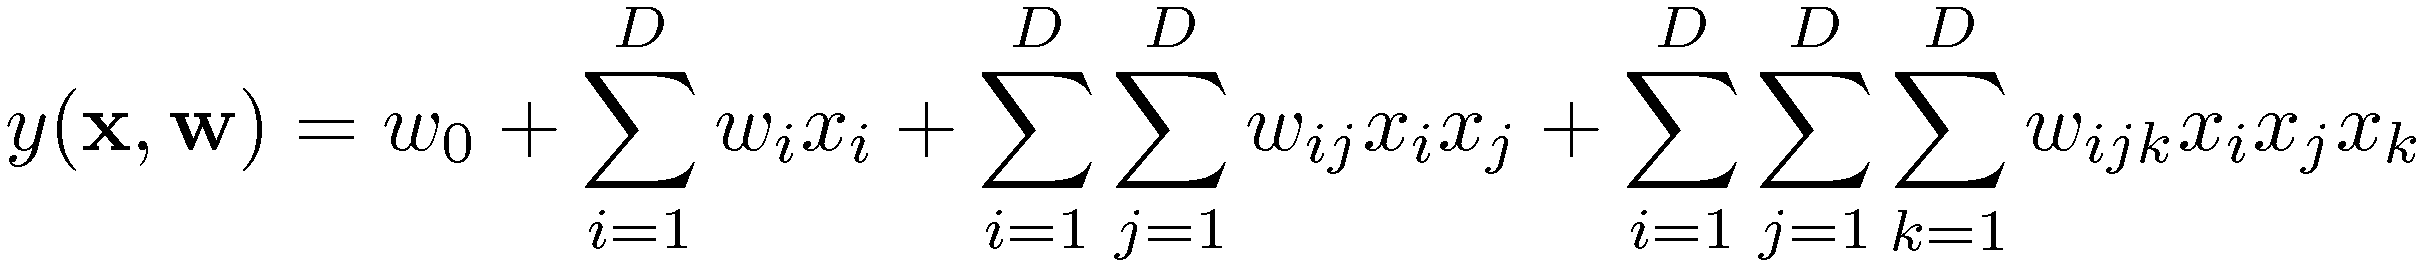 y(𝐱, 𝐰) = w_0 + \sum_{i=1}^{D} w_i x_i + \sum_{i=1}^{D} \sum_{j=1}^{D} w_{ij} x_i x_j + \sum_{i=1}^{D} \sum_{j=1}^{D} \sum_{k=1}^{D} w_{ijk} x_i x_j x_k